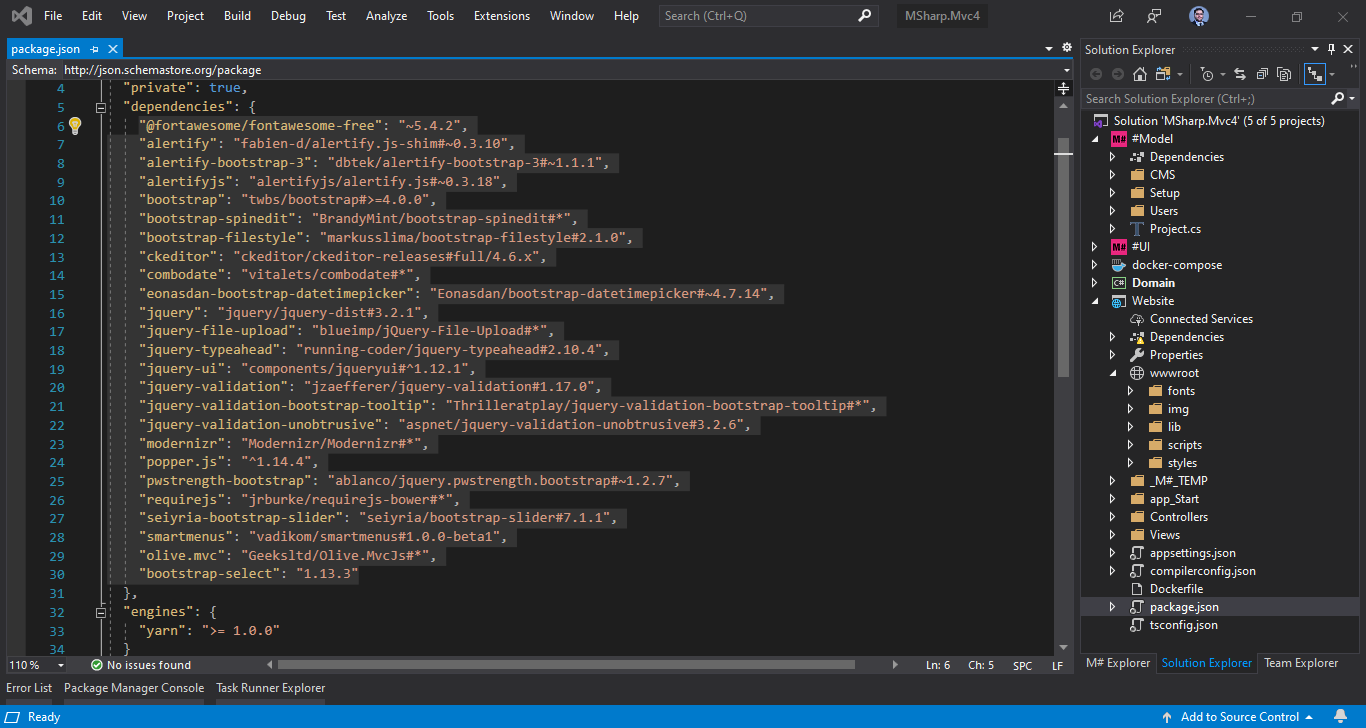 File Edit View Project Build Debug Test Analyze Tools Extensions Window Help Search (Ctrl+Q) MSharp.Mvc4
package.json
Schema: http://json.schemastore.org/package
4 "private": true,
5 "dependencies": {
6 "@fortawesome/fontawesome-free": "~5.4.2",
7 "alertify": "fabien-d/alertify.js-shim#~0.3.10",
8 "alertify-bootstrap-3": "dbtek/alertify-bootstrap-3#~1.1.1",
9 "alertifyjs": "alertifyjs/alertify.js#~0.3.18",
10 "bootstrap": "twbs/bootstrap#>=4.0.0",
11 "bootstrap-spinedit": "BrandyMint/bootstrap-spinedit#*",
12 "bootstrap-filestyle": "markusslima/bootstrap-filestyle#2.1.0",
13 "ckeditor": "ckeditor/ckeditor-releases#full/4.6.x",
14 "combodate": "vitalets/combodate#*",
15 "eonasdan-bootstrap-datetimepicker": "Eonasdan/bootstrap-datetimepicker#~4.7.14",
16 "jquery": "jquery/jquery-dist#3.2.1",
17 "jquery-file-upload": "blueimp/jQuery-File-Upload#*",
18 "jquery-typeahead": "running-coder/jquery-typeahead#2.10.4",
19 "jquery-ui": "components/jqueryui#^1.12.1",
20 "jquery-validation": "jzaefferer/jquery-validation#1.17.0",
21 "jquery-validation-bootstrap-tooltip": "Thrilleratplay/jquery-validation-bootstrap-tooltip#*",
22 "jquery-validation-unobtrusive": "aspnet/jquery-validation-unobtrusive#3.2.6",
23 "modernizr": "Modernizr/Modernizr#*",
24 "popper.js": "^1.14.4",
25 "pwstrength-bootstrap": "ablanco/jquery.pwstrength.bootstrap#~1.2.7",
26 "requirejs": "jrburke/requirejs-bower#*",
27 "seiyria-bootstrap-slider": "seiyria/bootstrap-slider#7.1.1",
28 "smartmenus": "vadikom/smartmenus#1.0.0-beta1",
29 "olive.mvc": "Geeksltd/Olive.MvcJs#*",
30 "bootstrap-select": "1.13.3"
31 },
32 "engines": {
33 "yarn": ">= 1.0.0"
34 }
110 % No issues found Ln: 6 Ch: 5 SPC LF
Solution Explorer
Search Solution Explorer (Ctrl+;)
Solution 'MSharp.Mvc4' (5 of 5 projects)
M# #Model
Dependencies
CMS
Setup
Users
Project.cs
M# #UI
docker-compose
C# Domain
Website
Connected Services
Dependencies
Properties
wwwroot
fonts
img
lib
scripts
styles
_M#_TEMP
app_Start
Controllers
Views
appsettings.json
compilerconfig.json
Dockerfile
package.json
tsconfig.json
M# Explorer Solution Explorer Team Explorer
Error List Package Manager Console Task Runner Explorer
Ready Add to Source Control